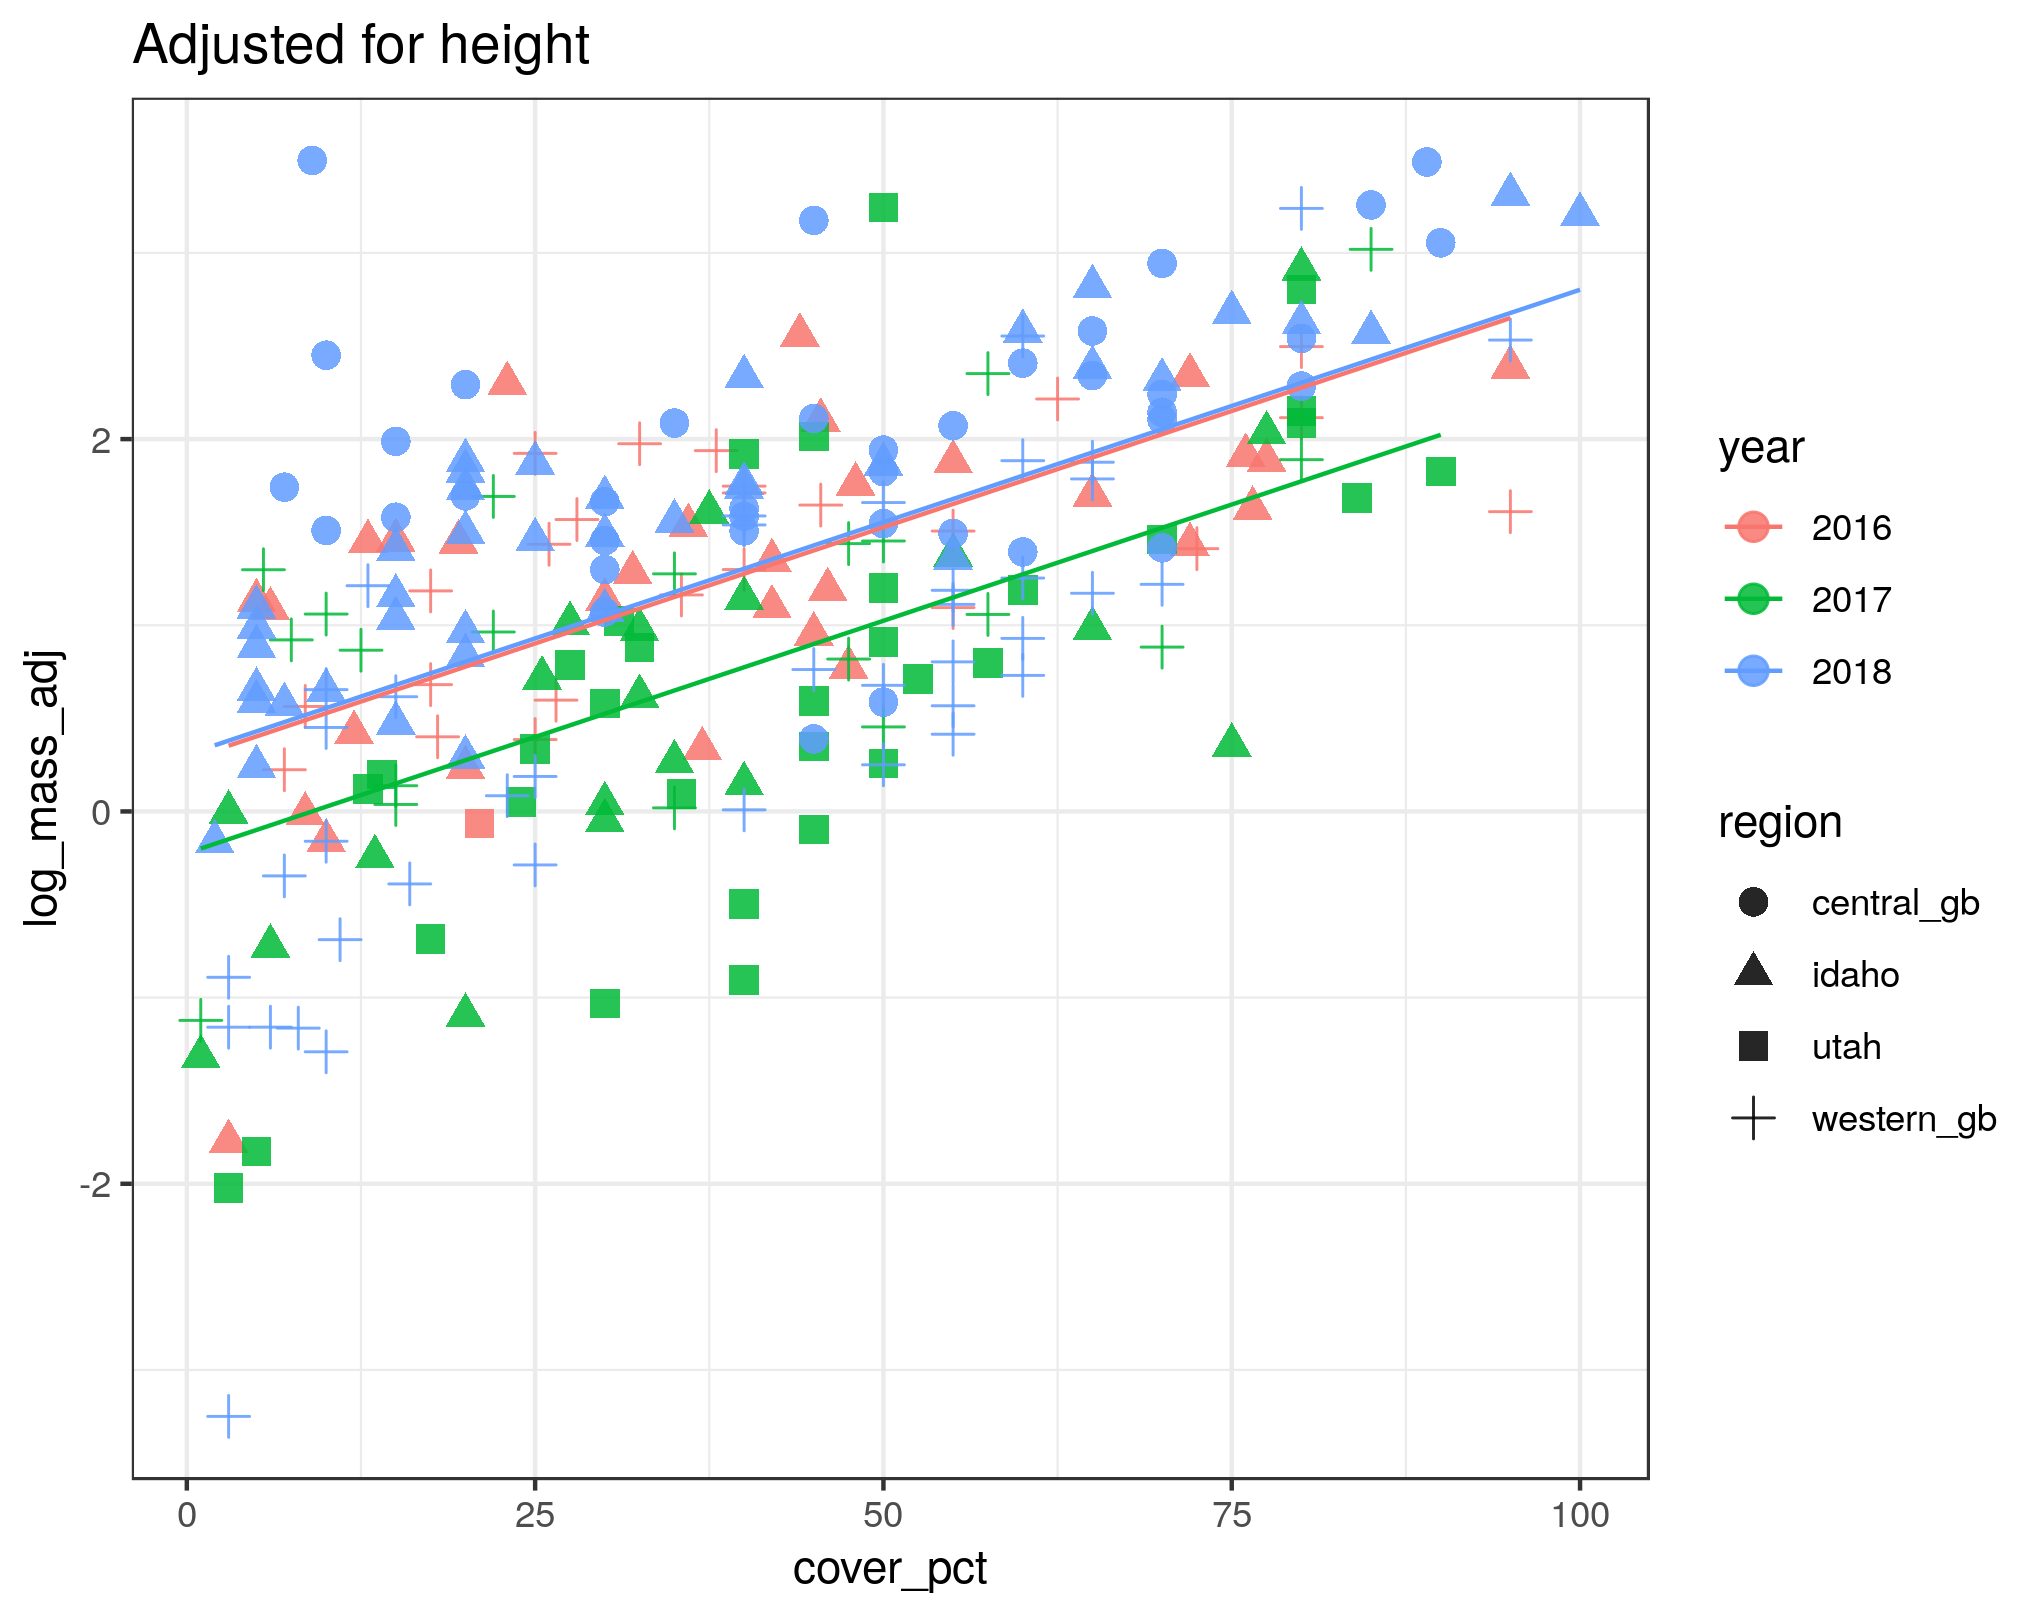 Adjusted for height
log_mass_adj
2
0
-2
0
25
50
75
100
cover_pct
year
2016
2017
2018
region
central_gb
idaho
utah
western_gb